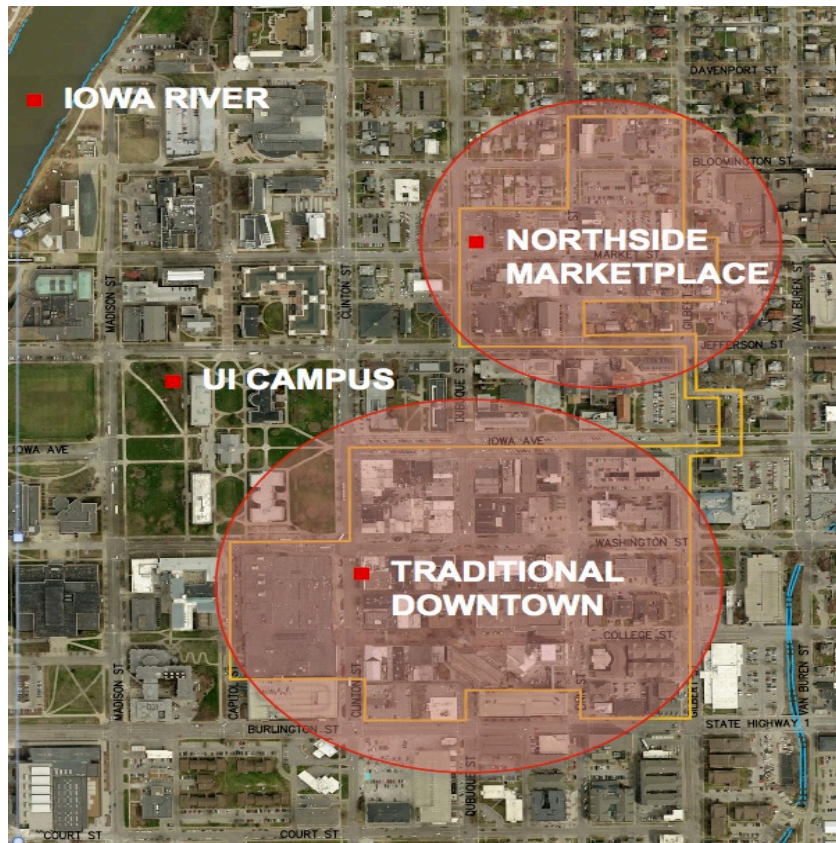 DAVENPORT ST
IOWA RIVER
BLOOMINGTON ST
NORTHSIDE
MARKET ST
MARKETPLACE
MADISON ST
CLINTON ST
ST
GILBERT
VAN BUREN ST
JEFFERSON ST
UI CAMPUS
DUBUQUE ST
IOWA AVE
IOWA AVE
WASHINGTON ST
TRADITIONAL
DOWNTOWN
COLLEGE ST
MADISON ST
CAPITOL ST
CLINTON ST
GILBERT ST
VAN BUREN ST
BURLINGTON ST
STATE HIGHWAY 1
DUBUQUE ST
COURT ST
COURT ST